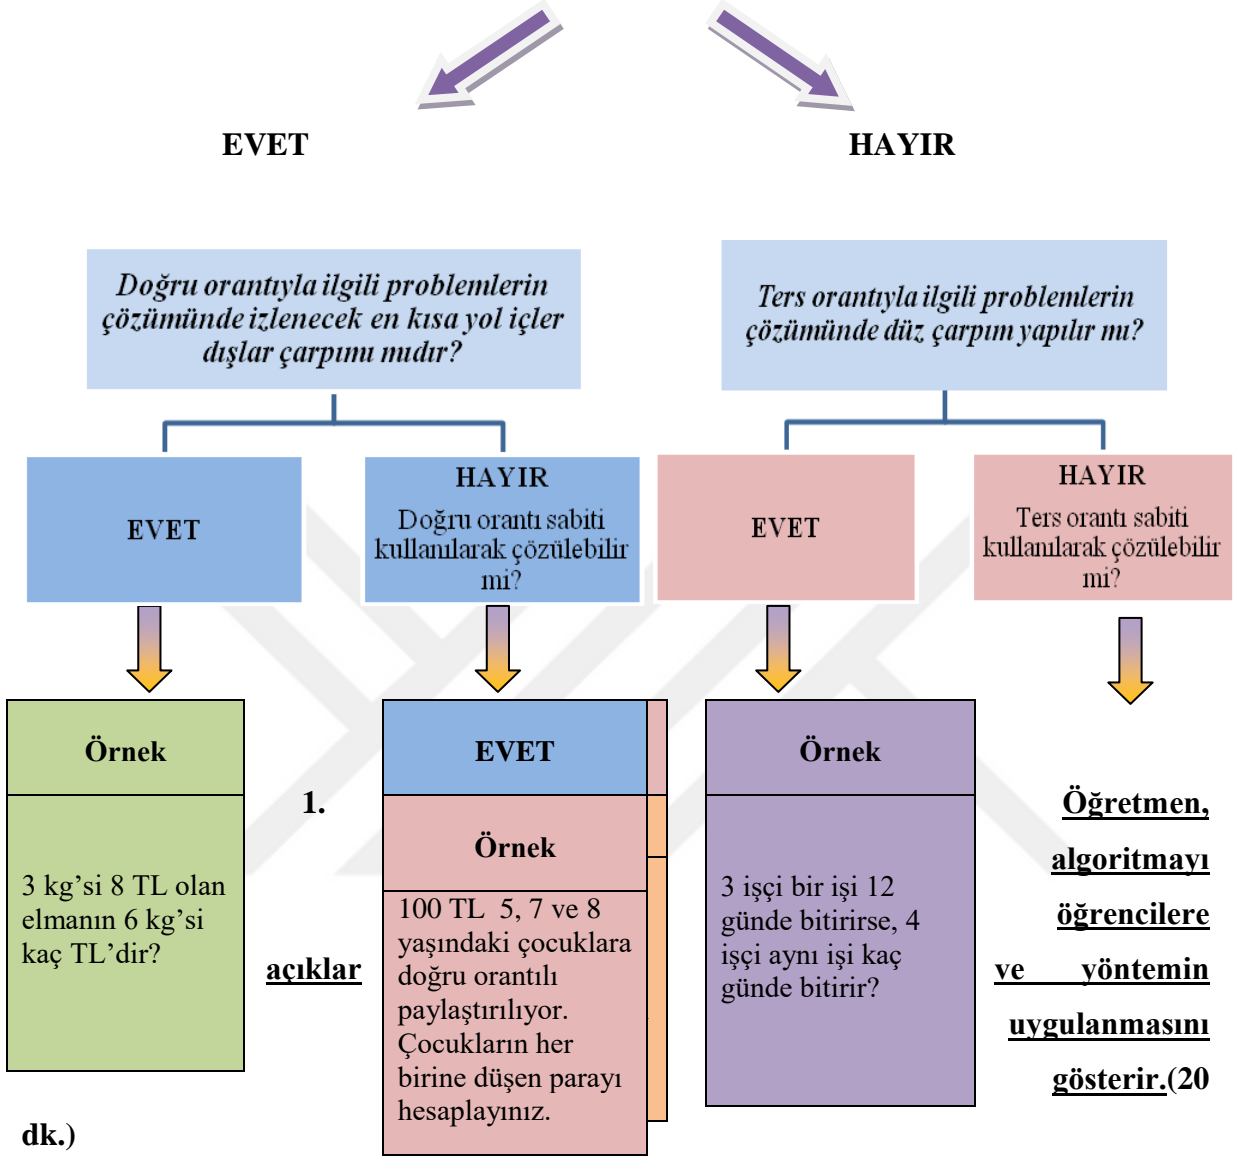 EVET
HAYIR
Doğru orantıyla ilgili problemlerin
çözümünde izlenecek en kısa yol içler
dışlar çarpımı mıdır?
Ters orantıyla ilgili problemlerin
çözümünde düz çarpım yapılır mı?
EVET
HAYIR
Doğru orantı sabiti
kullanılarak çözülebilir
mi?
EVET
HAYIR
Ters orantı sabiti
kullanılarak çözülebilir
mi?
Örnek
3 kg’si 8 TL olan
elmanın 6 kg’si
kaç TL’dir?
EVET
Örnek
100 TL 5, 7 ve 8
yaşındaki çocuklara
doğru orantılı
paylaştırılıyor.
Çocukların her
birine düşen parayı
hesaplayınız.
Örnek
3 işçi bir işi 12
günde bitirirse, 4
işçi aynı işi kaç
günde bitirir?
1. Öğretmen,
algoritmayı
öğrencilere
açıklar ve yöntemin
uygulanmasını
gösterir.(20
dk.)